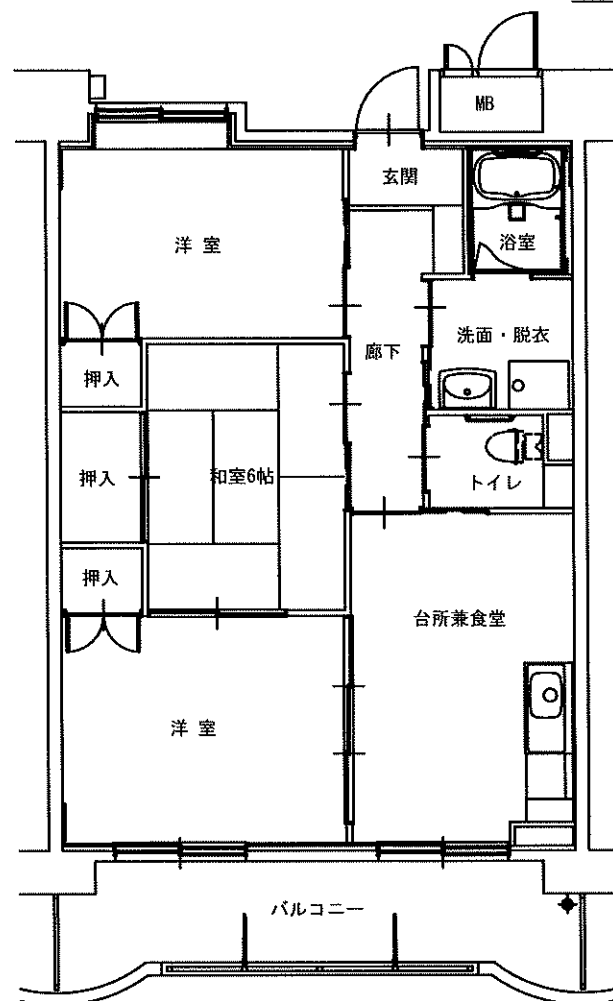 MB
玄関
洋室
浴室
洗面・脱衣
廊下
押入
押入
和室6帖
トイレ
押入
台所兼食堂
洋室
バルコニー